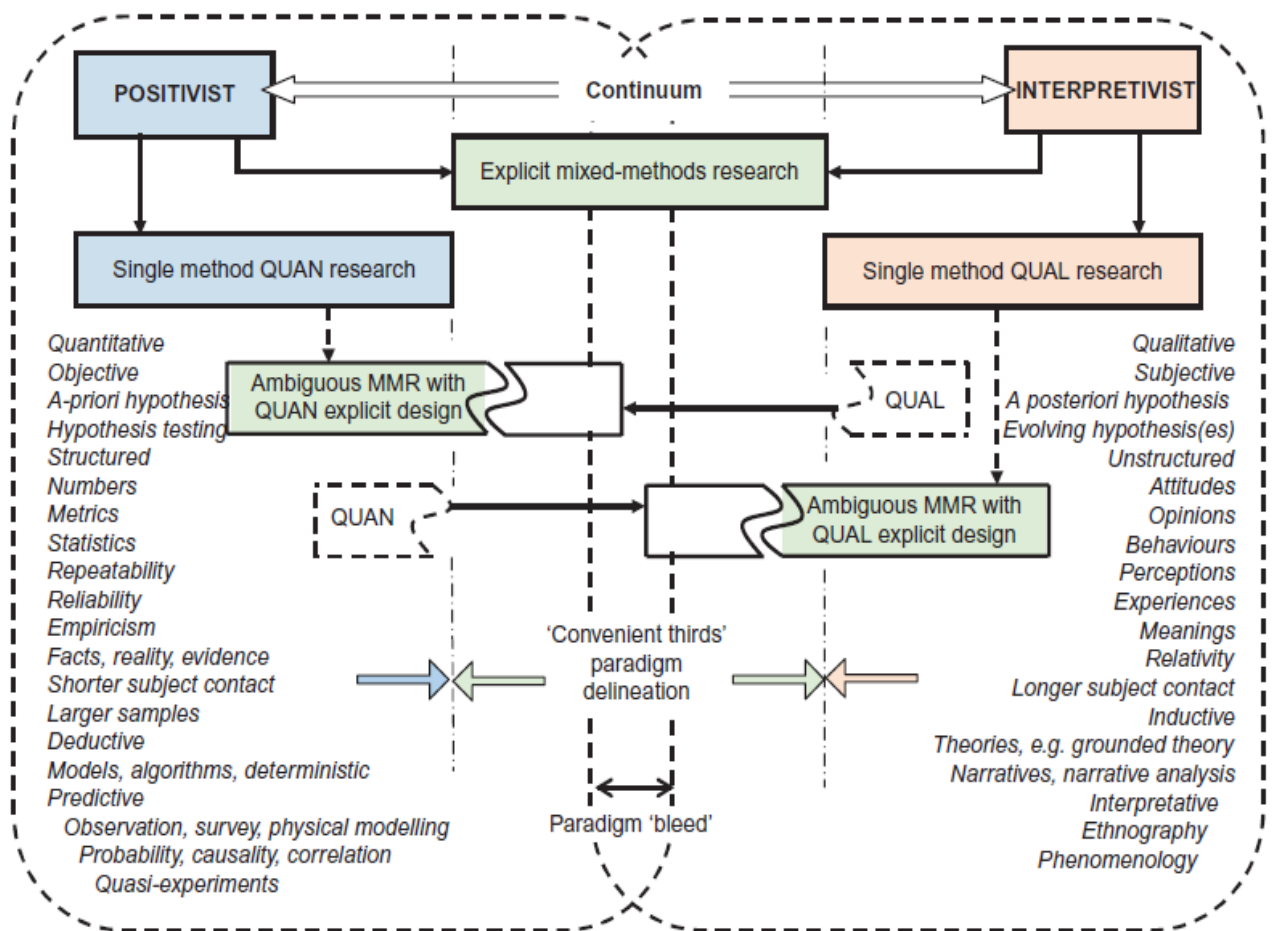 POSITIVIST
Continuum
INTERPRETIVIST
Explicit mixed-methods research
Single method QUAN research
Single method QUAL research
Quantitative
Objective
A-priori hypothesis
Hypothesis testing
Structured
Numbers
Metrics
Statistics
Repeatability
Reliability
Empiricism
Facts, reality, evidence
Shorter subject contact
Larger samples
Deductive
Models, algorithms, deterministic
Predictive
Observation, survey, physical modelling
Probability, causality, correlation
Quasi-experiments
Ambiguous MMR with
QUAN explicit design
QUAL
QUAN
Ambiguous MMR with
QUAL explicit design
‘Convenient thirds’
paradigm
delineation
Paradigm ‘bleed’
Qualitative
Subjective
A posteriori hypothesis
Evolving hypothesis(es)
Unstructured
Attitudes
Opinions
Behaviours
Perceptions
Experiences
Meanings
Relativity
Longer subject contact
Inductive
Theories, e.g. grounded theory
Narratives, narrative analysis
Interpretative
Ethnography
Phenomenology